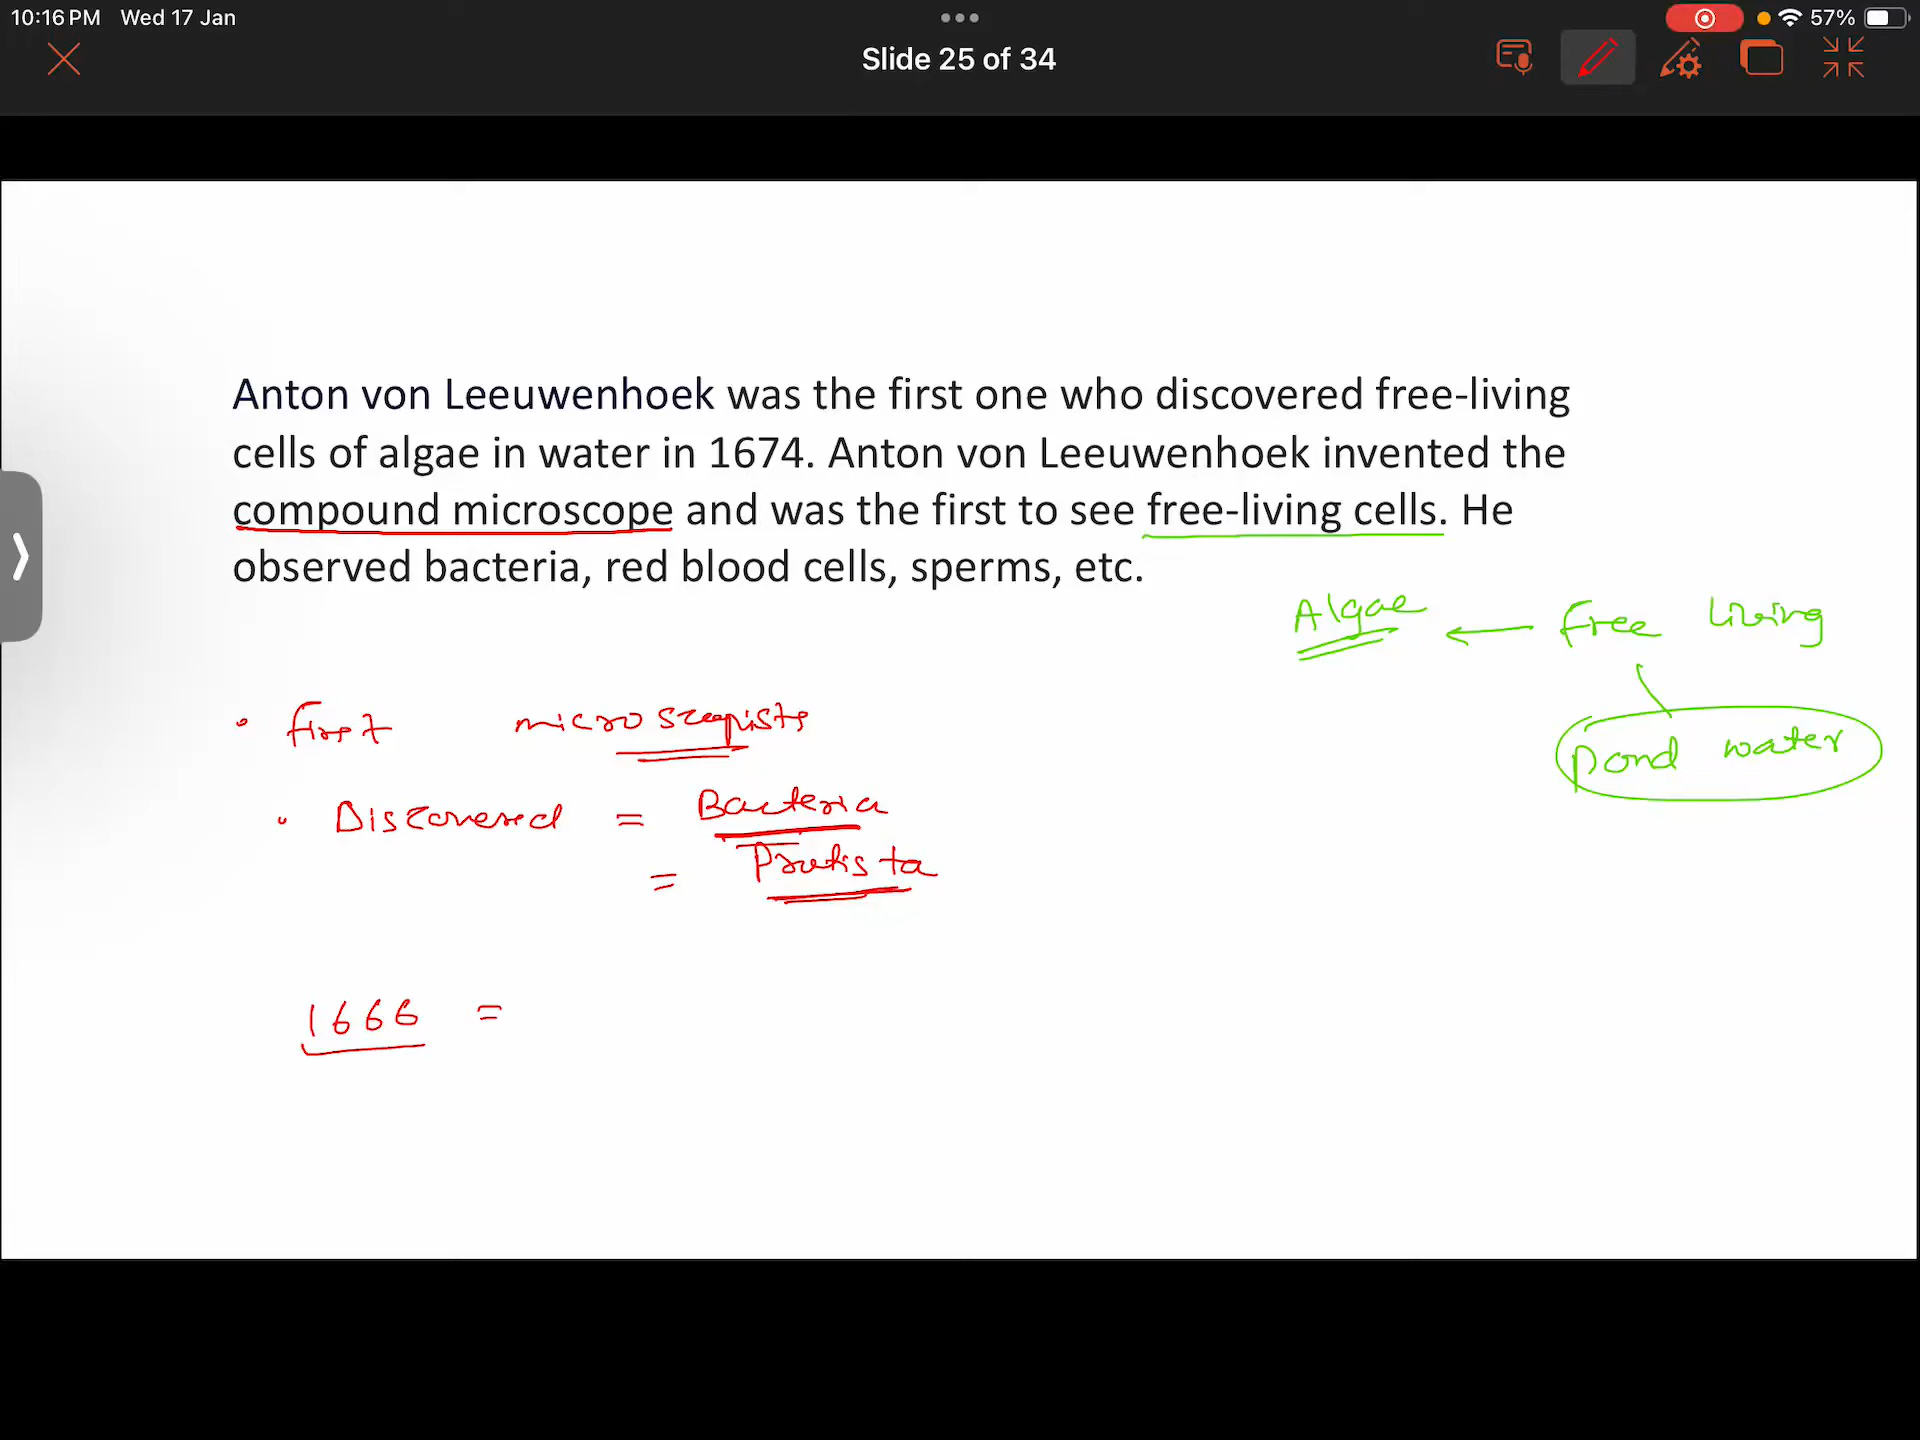 10:16 PM Wed 17 Jan
57%
Slide 25 of 34
Anton von Leeuwenhoek was the first one who discovered free-living
cells of algae in water in 1674. Anton von Leeuwenhoek invented the
compound microscope and was the first to see free-living cells. He
observed bacteria, red blood cells, sperms, etc.
Algae ← free living
pond water
• first microscopists
• Discovered = Bacteria
= Protista
1666 =